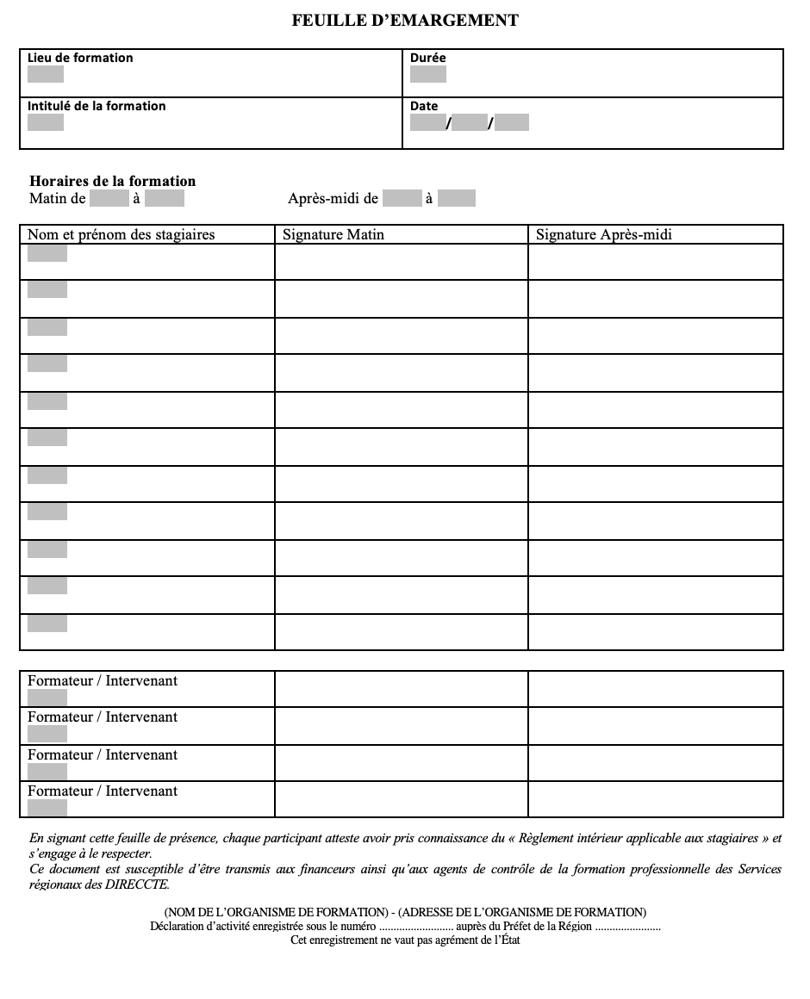 FEUILLE D’EMARGEMENT
Lieu de formation
Durée
Intitulé de la formation
Date
/ /
Horaires de la formation
Matin de à Après-midi de à
Nom et prénom des stagiaires Signature Matin Signature Après-midi
Formateur / Intervenant
Formateur / Intervenant
Formateur / Intervenant
Formateur / Intervenant
En signant cette feuille de présence, chaque participant atteste avoir pris connaissance du « Règlement intérieur applicable aux stagiaires » et
s’engage à le respecter.
Ce document est susceptible d’être transmis aux financeurs ainsi qu’aux agents de contrôle de la formation professionnelle des Services
régionaux des DIRECCTE.
(NOM DE L’ORGANISME DE FORMATION) - (ADRESSE DE L’ORGANISME DE FORMATION)
Déclaration d’activité enregistrée sous le numéro .......................... auprès du Préfet de la Région .......................
Cet enregistrement ne vaut pas agrément de l’État